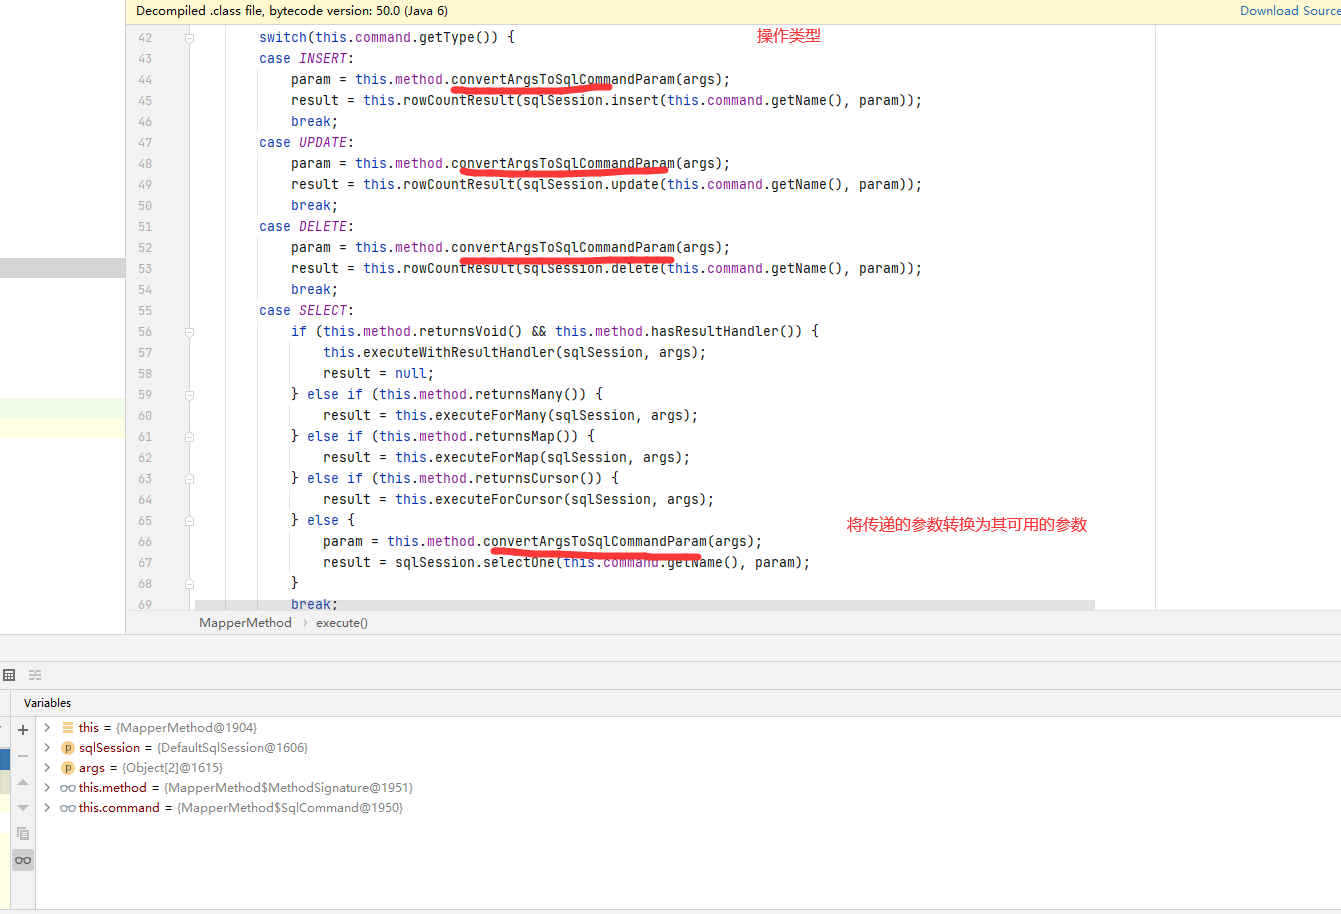 Decompiled .class file, bytecode version: 50.0 (Java 6) Download Source
42 switch(this.command.getType()) { 操作类型
43 case INSERT:
44 param = this.method.convertArgsToSqlCommandParam(args);
45 result = this.rowCountResult(sqlSession.insert(this.command.getName(), param));
46 break;
47 case UPDATE:
48 param = this.method.convertArgsToSqlCommandParam(args);
49 result = this.rowCountResult(sqlSession.update(this.command.getName(), param));
50 break;
51 case DELETE:
52 param = this.method.convertArgsToSqlCommandParam(args);
53 result = this.rowCountResult(sqlSession.delete(this.command.getName(), param));
54 break;
55 case SELECT:
56 if (this.method.returnsVoid() && this.method.hasResultHandler()) {
57 this.executeWithResultHandler(sqlSession, args);
58 result = null;
59 } else if (this.method.returnsMany()) {
60 result = this.executeForMany(sqlSession, args);
61 } else if (this.method.returnsMap()) {
62 result = this.executeForMap(sqlSession, args);
63 } else if (this.method.returnsCursor()) {
64 result = this.executeForCursor(sqlSession, args);
65 } else { 将传递的参数转换为其可用的参数
66 param = this.method.convertArgsToSqlCommandParam(args);
67 result = sqlSession.selectOne(this.command.getName(), param);
68 }
69 break;
MapperMethod › execute()
Variables
this = {MapperMethod@1904}
p sqlSession = {DefaultSqlSession@1606}
p args = {Object[2]@1615}
this.method = {MapperMethod$MethodSignature@1951}
this.command = {MapperMethod$SqlCommand@1950}